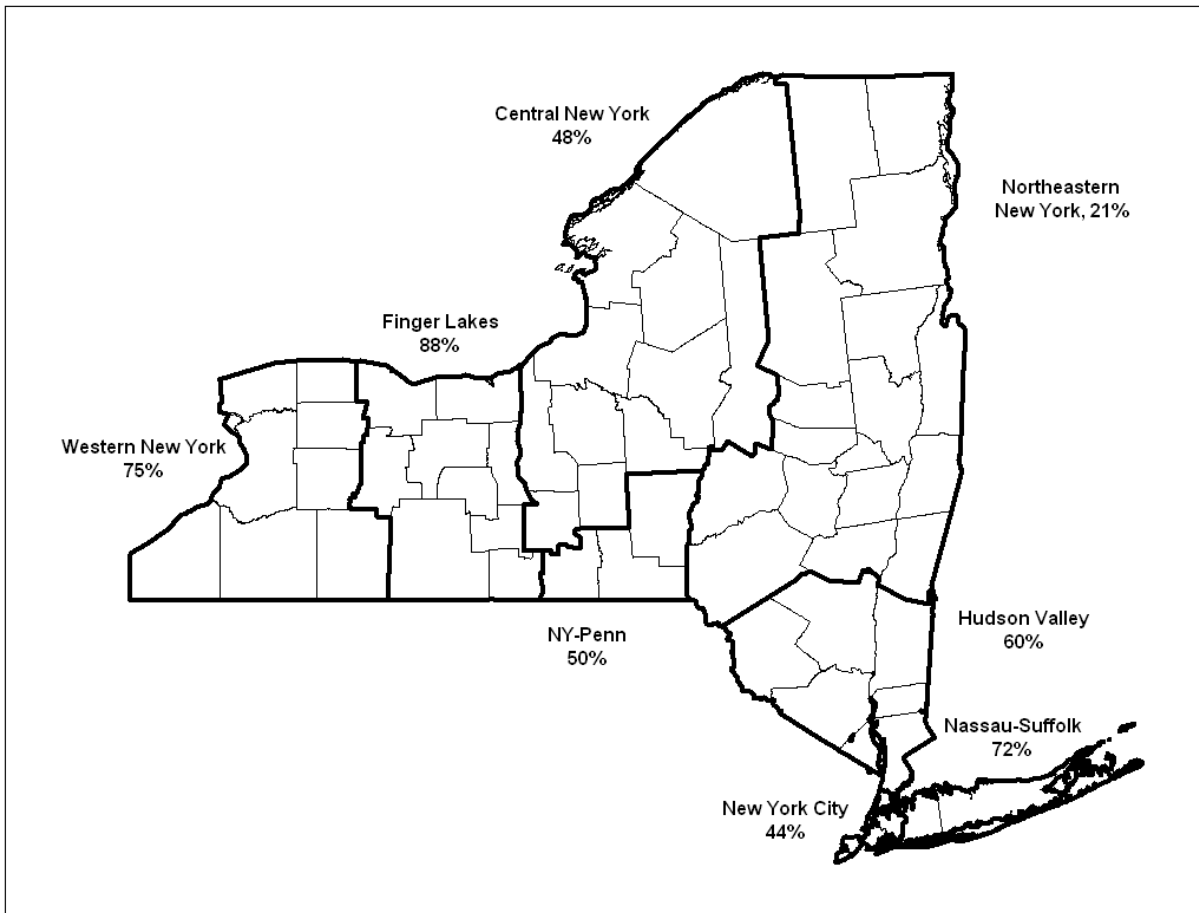 Central New York
48%
Northeastern
New York, 21%
Finger Lakes
88%
Western New York
75%
NY-Penn
50%
Hudson Valley
60%
Nassau-Suffolk
72%
New York City
44%